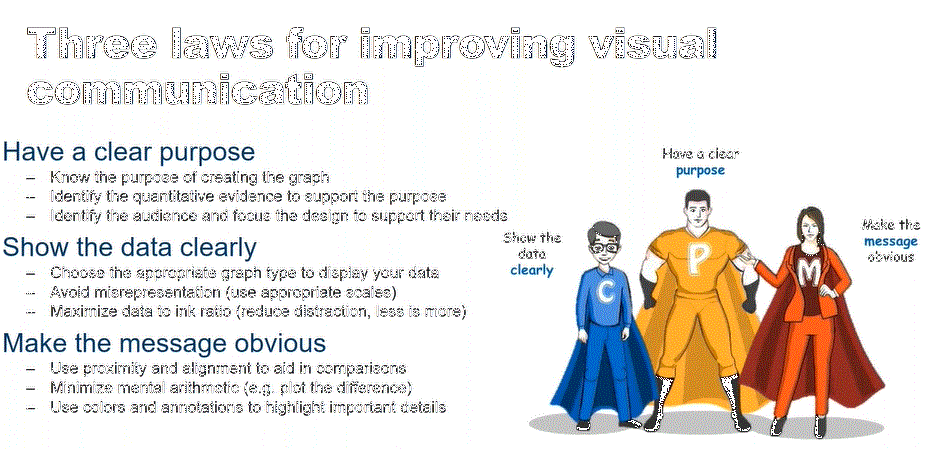 Three laws for improving visual
communication
Have a clear purpose
– Know the purpose of creating the graph
– Identify the quantitative evidence to support the purpose
– Identify the audience and focus the design to support their needs
Show the data clearly
– Choose the appropriate graph type to display your data
– Avoid misrepresentation (use appropriate scales)
– Maximize data to ink ratio (reduce distraction, less is more)
Make the message obvious
– Use proximity and alignment to aid in comparisons
– Minimize mental arithmetic (e.g. plot the difference)
– Use colors and annotations to highlight important details
Have a clear
purpose
Show the
data
clearly
Make the
message
obvious
C
P
M